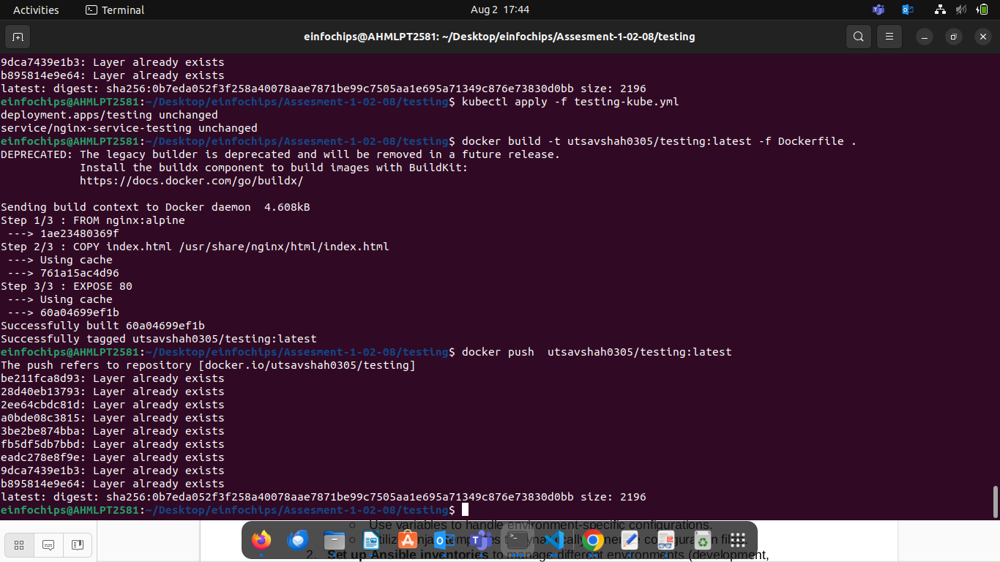 Activities
Terminal
Aug 2 17:44
einfochips@AHMLPT2581: ~/Desktop/einfochips/Assesment-1-02-08/testing
9dca7439e1b3: Layer already exists
b895814e9e64: Layer already exists
latest: digest: sha256:0b7eda052f3f258a40078aae7871be99c7505aa1e695a71349c876e73830d0bb size: 2196
einfochips@AHMLPT2581:~/Desktop/einfochips/Assesment-1-02-08/testing$ kubectl apply -f testing-kube.yml
deployment.apps/testing unchanged
service/nginx-service-testing unchanged
einfochips@AHMLPT2581:~/Desktop/einfochips/Assesment-1-02-08/testing$ docker build -t utsavshah0305/testing:latest -f Dockerfile .
DEPRECATED: The legacy builder is deprecated and will be removed in a future release.
            Install the buildx component to build images with BuildKit:
            https://docs.docker.com/go/buildx/

Sending build context to Docker daemon  4.608kB
Step 1/3 : FROM nginx:alpine
 ---> 1ae23480369f
Step 2/3 : COPY index.html /usr/share/nginx/html/index.html
 ---> Using cache
 ---> 761a15ac4d96
Step 3/3 : EXPOSE 80
 ---> Using cache
 ---> 60a04699ef1b
Successfully built 60a04699ef1b
Successfully tagged utsavshah0305/testing:latest
einfochips@AHMLPT2581:~/Desktop/einfochips/Assesment-1-02-08/testing$ docker push  utsavshah0305/testing:latest
The push refers to repository [docker.io/utsavshah0305/testing]
be211fca8d93: Layer already exists
28d40eb13793: Layer already exists
2ee64cbdc81d: Layer already exists
a0bde08c3815: Layer already exists
3be2be874bba: Layer already exists
fb5df5db7bbd: Layer already exists
eadc278e8f9e: Layer already exists
9dca7439e1b3: Layer already exists
b895814e9e64: Layer already exists
latest: digest: sha256:0b7eda052f3f258a40078aae7871be99c7505aa1e695a71349c876e73830d0bb size: 2196
einfochips@AHMLPT2581:~/Desktop/einfochips/Assesment-1-02-08/testing$
Use variables to handle environment-specific configurations.
2. Set up Ansible inventories to manage different environments (development,